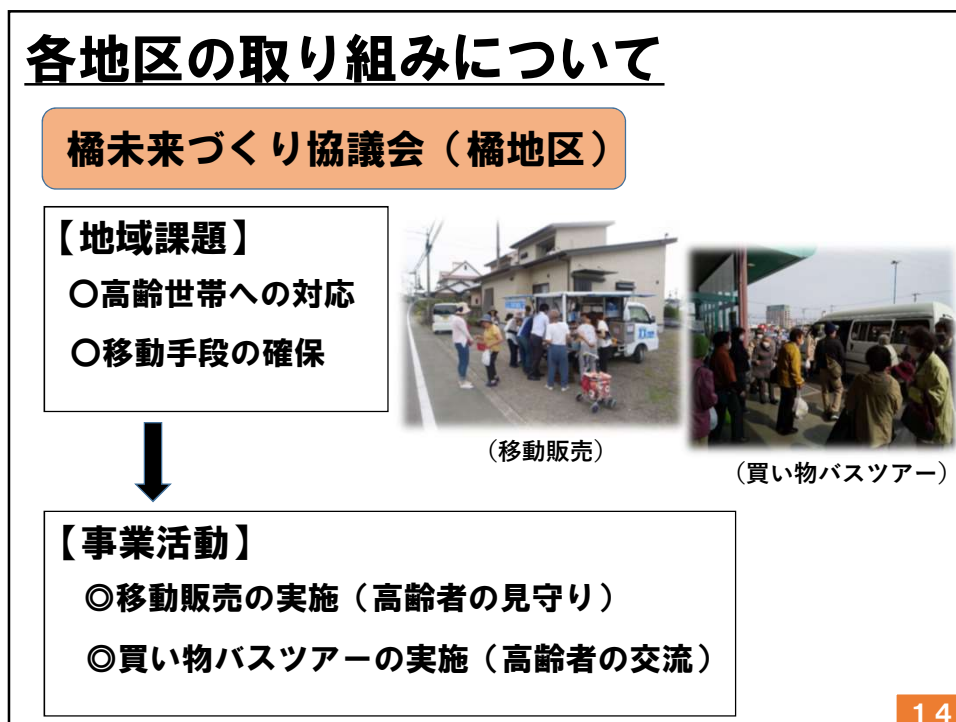 各地区の取り組みについて
橘未来づくり協議会（橘地区）
【地域課題】
○高齢世帯への対応
○移動手段の確保
（移動販売）
（買い物バスツアー）
【事業活動】
◎移動販売の実施（高齢者の見守り）
◎買い物バスツアーの実施（高齢者の交流）
１４